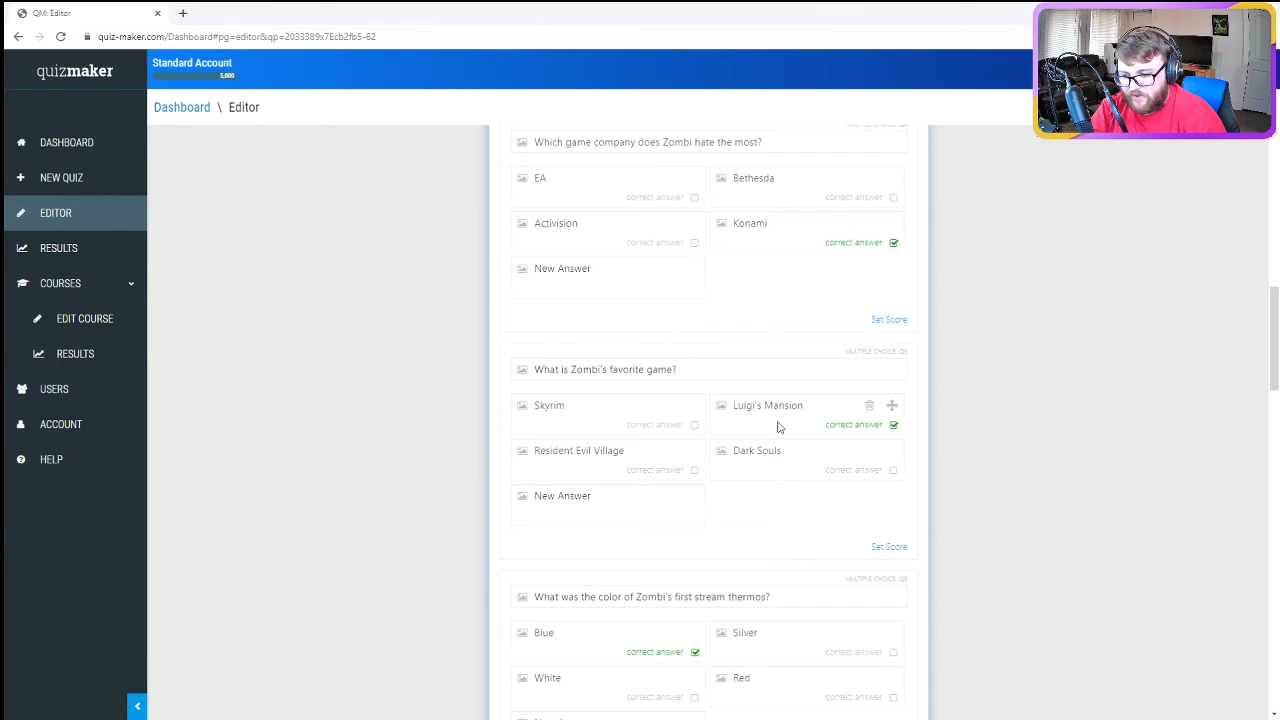 QM: Editor
quiz-maker.com/Dashboard#pg=editor&qp=2033389x7Ecb2fb5-62
quizmaker
Standard Account
5,000
Dashboard \ Editor
DASHBOARD
NEW QUIZ
EDITOR
RESULTS
COURSES
EDIT COURSE
RESULTS
USERS
ACCOUNT
HELP
Which game company does Zombi hate the most?
EA
correct answer
Bethesda
correct answer
Activision
correct answer
Konami
correct answer
New Answer
Set Score
MULTIPLE CHOICE: Q5
What is Zombi's favorite game?
Skyrim
correct answer
Luigi's Mansion
correct answer
Resident Evil Village
correct answer
Dark Souls
correct answer
New Answer
Set Score
MULTIPLE CHOICE: Q6
What was the color of Zombi's first stream thermos?
Blue
correct answer
Silver
correct answer
White
correct answer
Red
correct answer